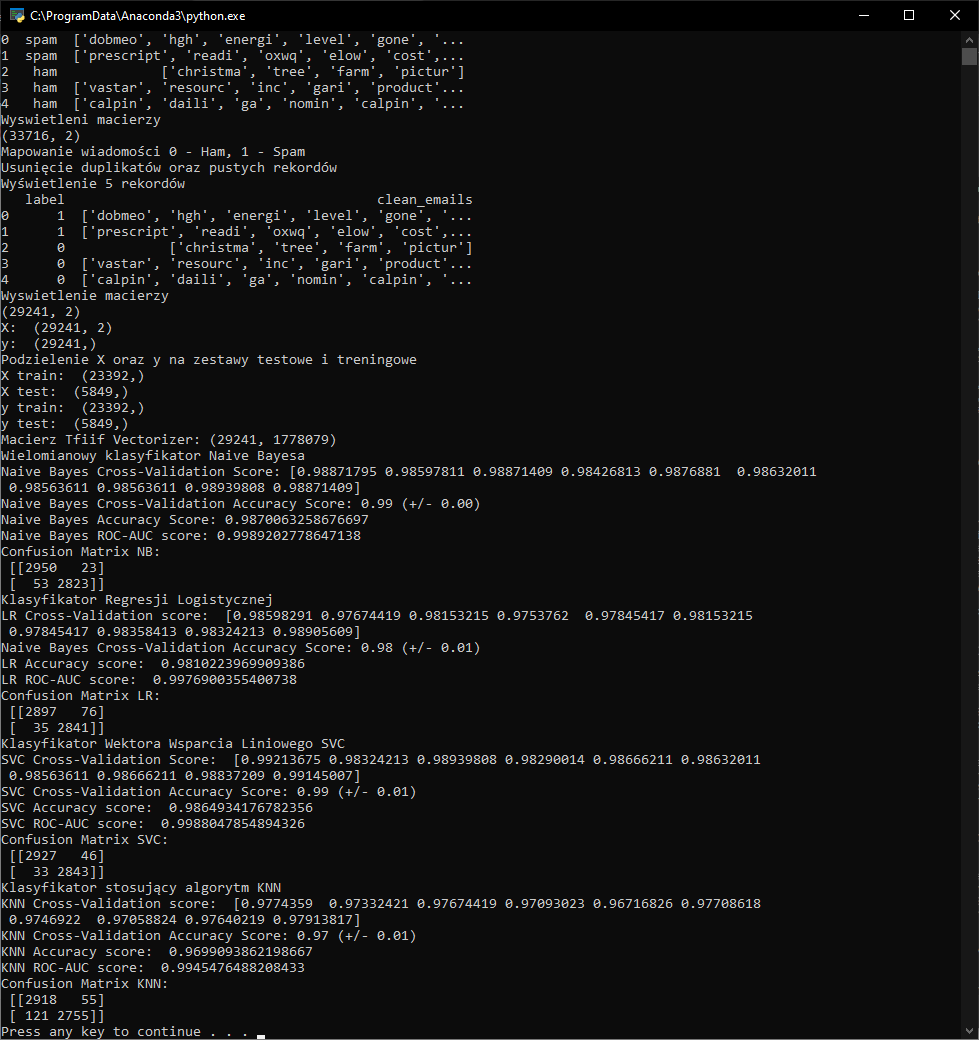 C:\ProgramData\Anaconda3\python.exe
0  spam  ['dobmeo', 'hgh', 'energi', 'level', 'gone', '...
1  spam  ['prescript', 'readi', 'oxwq', 'elow', 'cost',...
2   ham             ['christma', 'tree', 'farm', 'pictur']
3   ham  ['vastar', 'resourc', 'inc', 'gari', 'product'...
4   ham  ['calpin', 'daili', 'ga', 'nomin', 'calpin', '...
Wyswietleni macierzy
(33716, 2)
Mapowanie wiadomości 0 - Ham, 1 - Spam
Usunięcie duplikatów oraz pustych rekordów
Wyświetlenie 5 rekordów
   label                                       clean_emails
0      1  ['dobmeo', 'hgh', 'energi', 'level', 'gone', '...
1      1  ['prescript', 'readi', 'oxwq', 'elow', 'cost',...
2      0             ['christma', 'tree', 'farm', 'pictur']
3      0  ['vastar', 'resourc', 'inc', 'gari', 'product'...
4      0  ['calpin', 'daili', 'ga', 'nomin', 'calpin', '...
Wyswietlenie macierzy
(29241, 2)
X:  (29241, 2)
y:  (29241,)
Podzielenie X oraz y na zestawy testowe i treningowe
X train:  (23392,)
X test:  (5849,)
y train:  (23392,)
y test:  (5849,)
Macierz Tfiif Vectorizer: (29241, 1778079)
Wielomianowy klasyfikator Naive Bayesa
Naive Bayes Cross-Validation Score: [0.98871795 0.98597811 0.98871409 0.98426813 0.9876881  0.98632011
 0.98563611 0.98563611 0.98939808 0.98871409]
Naive Bayes Cross-Validation Accuracy Score: 0.99 (+/- 0.00)
Naive Bayes Accuracy Score: 0.9870063258676697
Naive Bayes ROC-AUC score: 0.9989202778647138
Confusion Matrix NB:
 [[2950   23]
 [  53 2823]]
Klasyfikator Regresji Logistycznej
LR Cross-Validation score:  [0.98598291 0.97674419 0.98153215 0.9753762  0.97845417 0.98153215
 0.97845417 0.98358413 0.98324213 0.98905609]
Naive Bayes Cross-Validation Accuracy Score: 0.98 (+/- 0.01)
LR Accuracy score:  0.9810223969909386
LR ROC-AUC score:  0.9976900355400738
Confusion Matrix LR:
 [[2897   76]
 [  35 2841]]
Klasyfikator Wektora Wsparcia Liniowego SVC
SVC Cross-Validation Score:  [0.99213675 0.98324213 0.98939808 0.98290014 0.98666211 0.98632011
 0.98563611 0.98666211 0.98837209 0.99145007]
SVC Cross-Validation Accuracy Score: 0.99 (+/- 0.01)
SVC Accuracy score:  0.9864934176782356
SVC ROC-AUC score:  0.9988047854894326
Confusion Matrix SVC:
 [[2927   46]
 [  33 2843]]
Klasyfikator stosujący algorytm KNN
KNN Cross-Validation score:  [0.9774359  0.97332421 0.97674419 0.97093023 0.96716826 0.97708618
 0.9746922  0.97058824 0.97640219 0.97913817]
KNN Cross-Validation Accuracy Score: 0.97 (+/- 0.01)
KNN Accuracy score:  0.9699093862198667
KNN ROC-AUC score:  0.9945476488208433
Confusion Matrix KNN:
 [[2918   55]
 [ 121 2755]]
Press any key to continue . . .